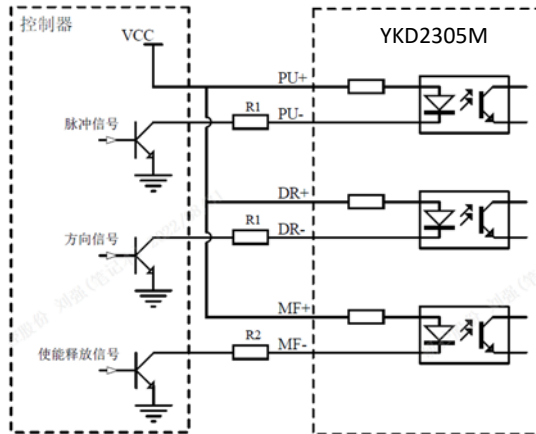 控制器
YKD2305M
VCC
PU+
R1
PU-
脉冲信号
DR+
R1
DR-
方向信号
MF+
R2
MF-
使能释放信号